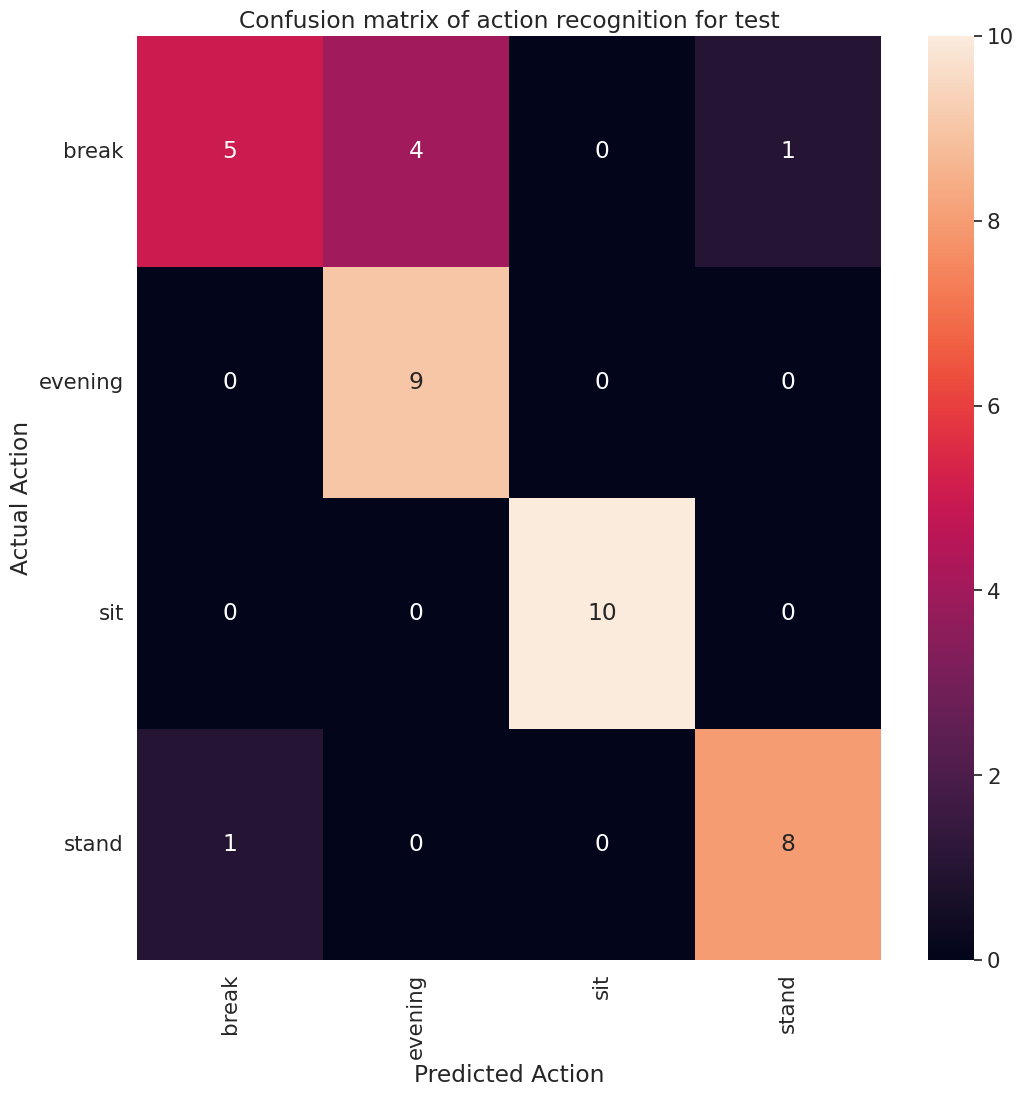 Confusion matrix of action recognition for test
break
5 4 0 1
evening
0 9 0 0
sit
0 0 10 0
stand
1 0 0 8
break evening sit stand
Predicted Action
Actual Action
10
8
6
4
2
0